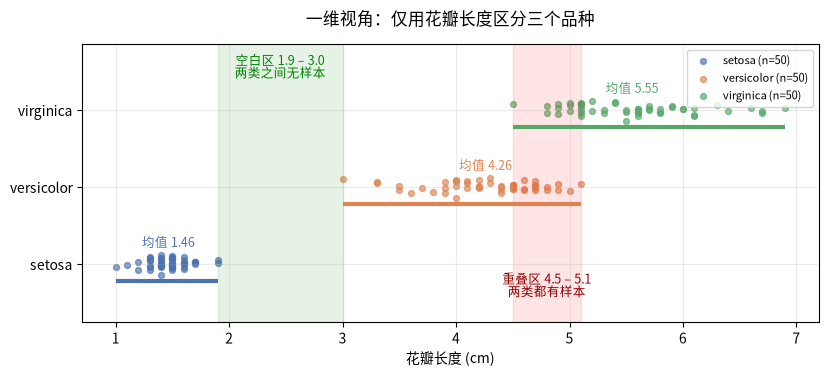 一维视角：仅用花瓣长度区分三个品种
空白区 1.9 – 3.0
两类之间无样本
setosa (n=50)
versicolor (n=50)
virginica (n=50)
均值 5.55
virginica
均值 4.26
versicolor
均值 1.46
setosa
重叠区 4.5 – 5.1
两类都有样本
1 2 3 4 5 6 7
花瓣长度 (cm)